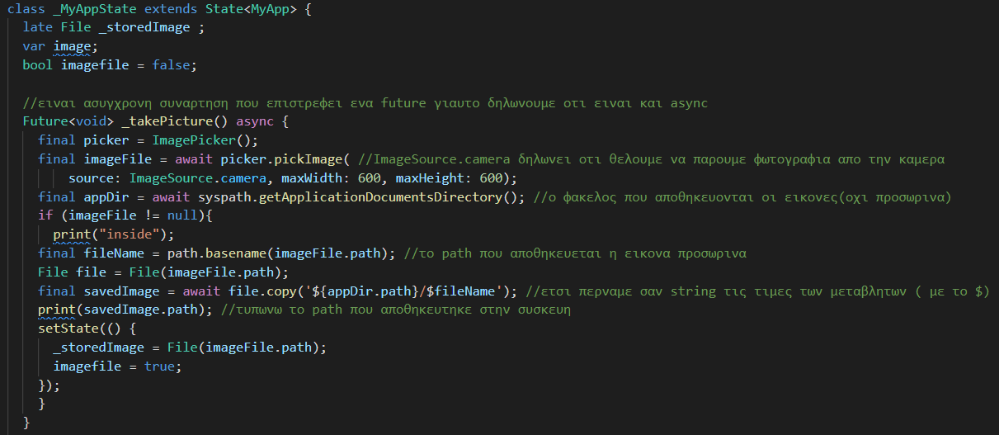 class _MyAppState extends State<MyApp> {
late File _storedImage ;
var image;
bool imagefile = false;
//ειναι ασυγχρονη συναρτηση που επιστρεφει ενα future γιαυτο δηλωνουμε οτι ειναι και async
Future<void> _takePicture() async {
final picker = ImagePicker();
final imageFile = await picker.pickImage( //ImageSource.camera δηλωνει οτι θελουμε να παρουμε φωτογραφια απο την καμερα
source: ImageSource.camera, maxWidth: 600, maxHeight: 600);
final appDir = await syspath.getApplicationDocumentsDirectory(); //ο φακελος που αποθηκευονται οι εικονες(οχι προσωρινα)
if (imageFile != null){
print("inside");
final fileName = path.basename(imageFile.path); //το path που αποθηκευεται η εικονα προσωρινα
File file = File(imageFile.path);
final savedImage = await file.copy('${appDir.path}/$fileName'); //ετσι περναμε σαν string τις τιμες των μεταβλητων ( με το $)
print(savedImage.path); //τυπωνω το path που αποθηκευτηκε στην συσκευη
setState(() {
_storedImage = File(imageFile.path);
imagefile = true;
});
}
}